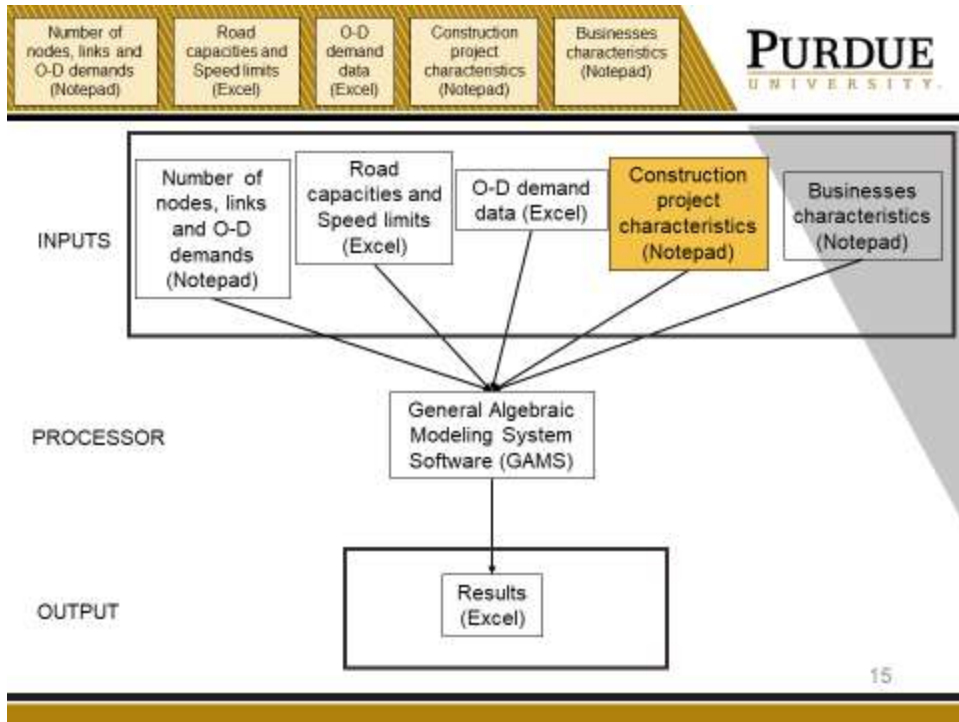 Number of
nodes, links and
O-D demands
(Notepad)
Road
capacities and
Speed limits
(Excel)
O-D
demand
data
(Excel)
Construction
project
characteristics
(Notepad)
Businesses
characteristics
(Notepad)
PURDUE
UNIVERSITY.
INPUTS
Number of
nodes, links
and O-D
demands
(Notepad)
Road
capacities and
Speed limits
(Excel)
O-D demand
data (Excel)
Construction
project
characteristics
(Notepad)
Businesses
characteristics
(Notepad)
PROCESSOR
General Algebraic
Modeling System
Software (GAMS)
OUTPUT
Results
(Excel)
15